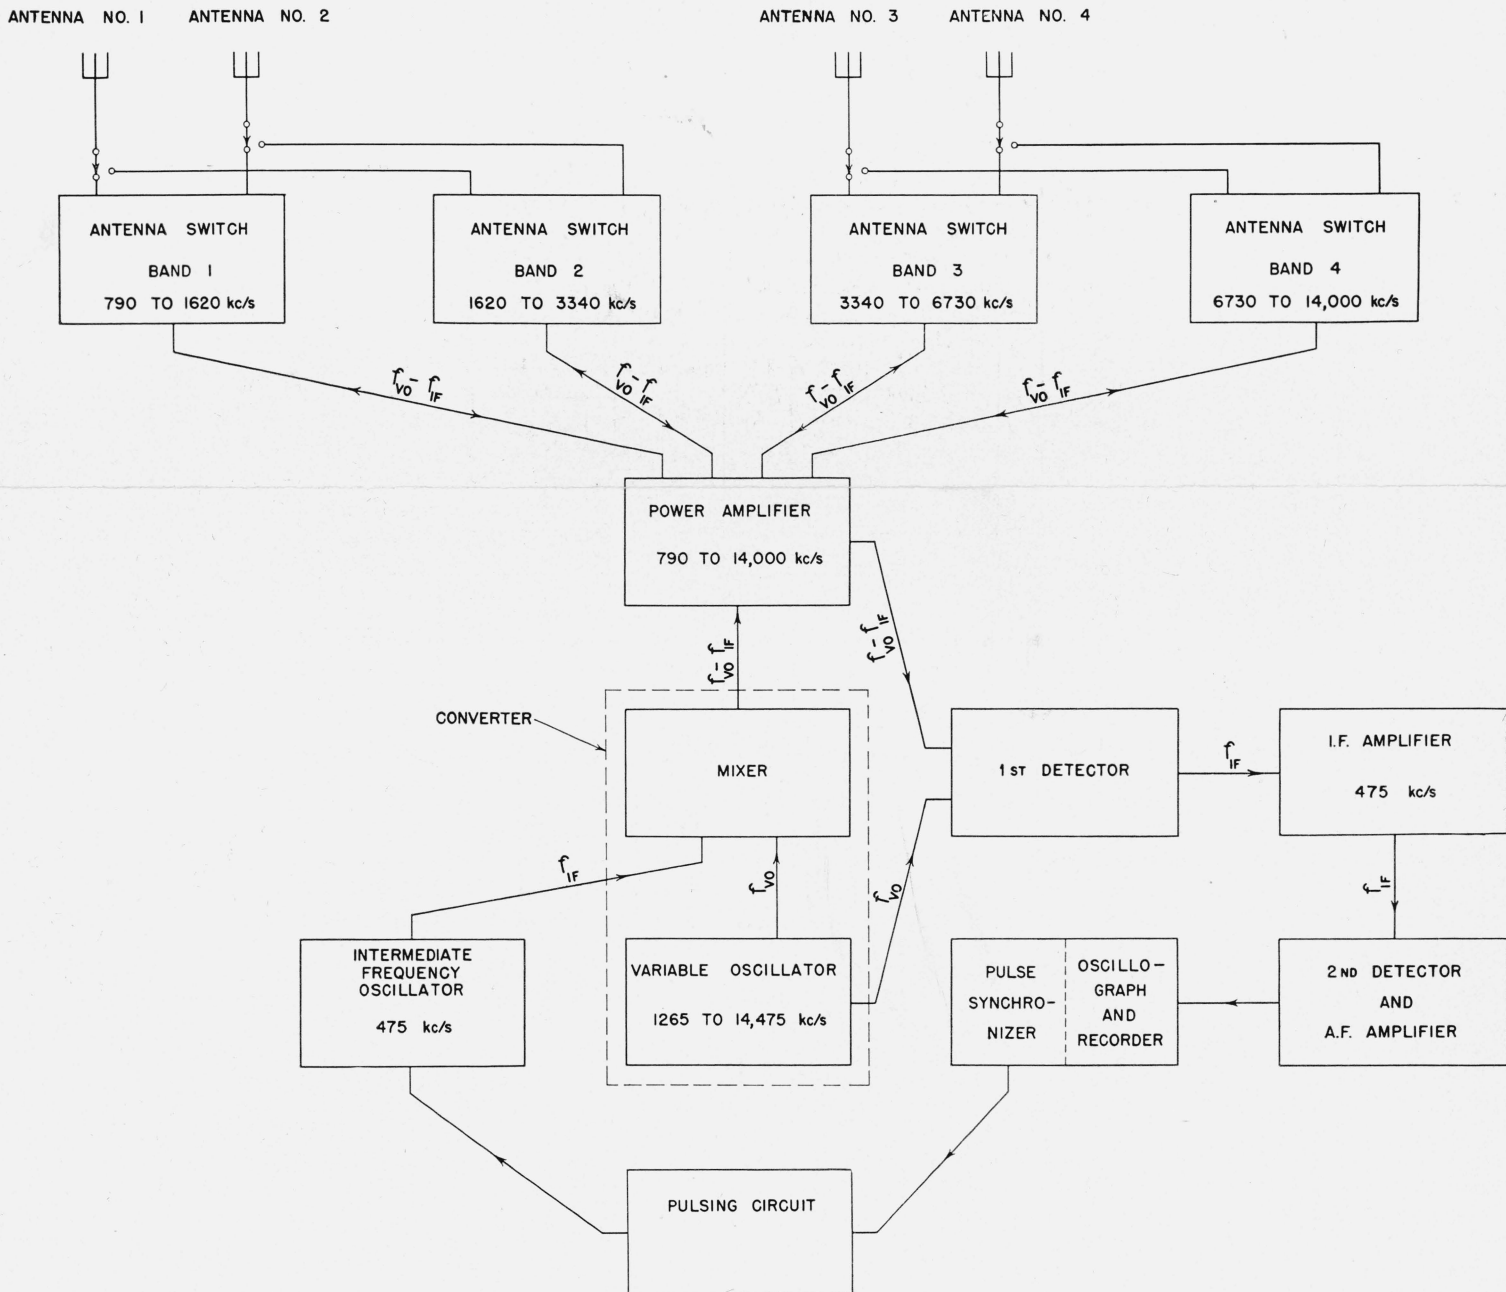 ANTENNA NO. 1
ANTENNA NO. 2
ANTENNA NO. 3
ANTENNA NO. 4
ANTENNA SWITCH
BAND 1
790 TO 1620 kc/s
ANTENNA SWITCH
BAND 2
1620 TO 3340 kc/s
ANTENNA SWITCH
BAND 3
3340 TO 6730 kc/s
ANTENNA SWITCH
BAND 4
6730 TO 14,000 kc/s
fVO - fIF
fVO - fIF
fVO - fIF
fVO - fIF
POWER AMPLIFIER
790 TO 14,000 kc/s
fVO - fIF
fVO - fIF
CONVERTER
MIXER
1ST DETECTOR
fIF
I.F. AMPLIFIER
475 kc/s
fIF
fVO
fVO
fIF
INTERMEDIATE
FREQUENCY
OSCILLATOR
475 kc/s
VARIABLE OSCILLATOR
1265 TO 14,475 kc/s
PULSE
SYNCHRO-
NIZER
OSCILLO-
GRAPH
AND
RECORDER
2ND DETECTOR
AND
A.F. AMPLIFIER
PULSING CIRCUIT